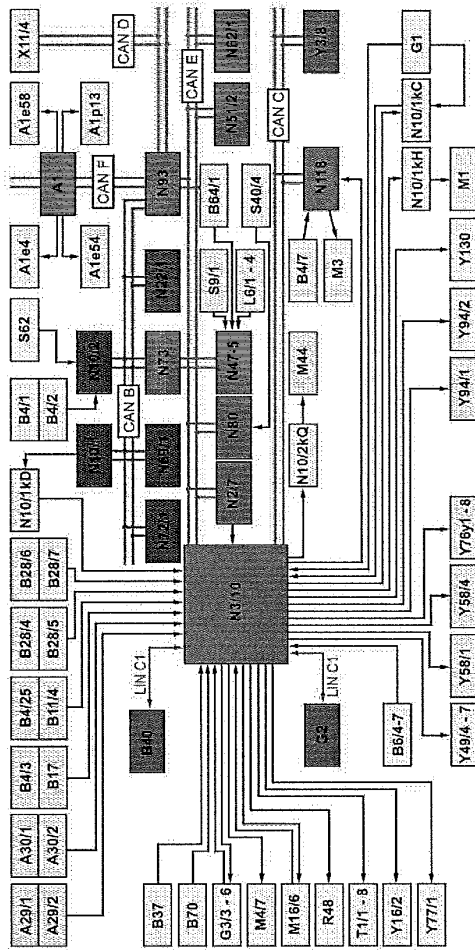 A29/1 A30/1 B4/3 B4/25 B28/4 B28/6 N10/1kD B4/1 S62 A1e4 A1e58 X11/4
A29/2 A30/2 B17 B11/4 B28/5 B28/7 B4/2 A1 CAN D
A1e54 A1p13
CAN B CAN F
N72/1 N69/1 N73 N22/1 N93
B37 LIN C1 CAN E
B70 B40 S9/1 B64/1 N51/2 N62/1
G3/3 - 6 N3/10 N2/7 N80 N47-5
M4/7 L6/1 - 4 S40/4
M16/6 CAN C
R48 G2 LIN C1 N10/2kQ M44 B4/7 N118 Y3/8
T1/1 - 8 M3
Y16/2 B6/4-7
Y77/1 N10/1kH N10/1kC G1
Y49/4 - 7 Y58/1 Y58/4 Y76y1 - 8 Y94/1 Y94/2 Y130 M1